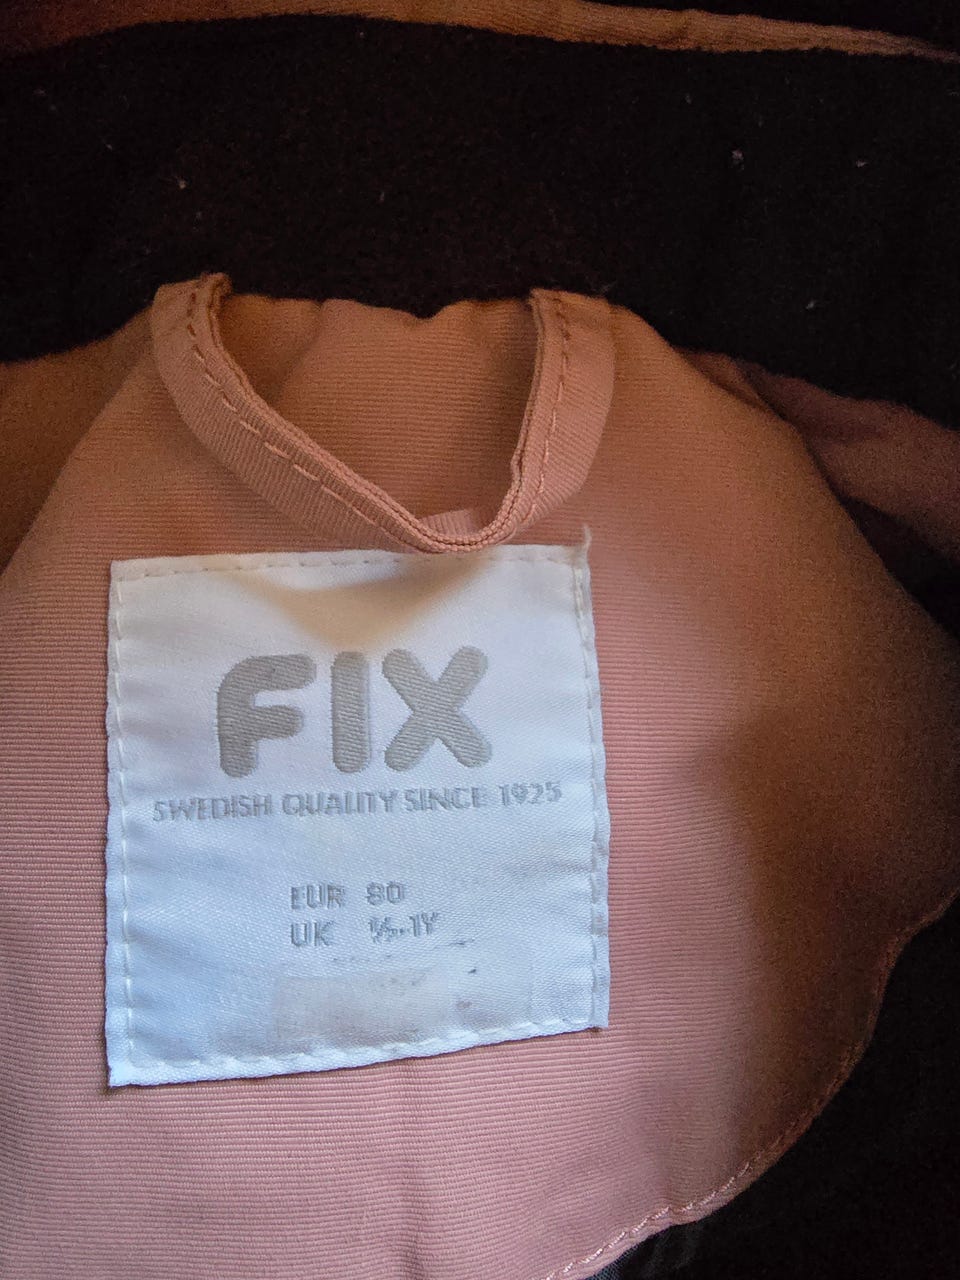 FIX
SWEDISH QUALITY SINCE 1925
EUR 80
UK ½-1Y